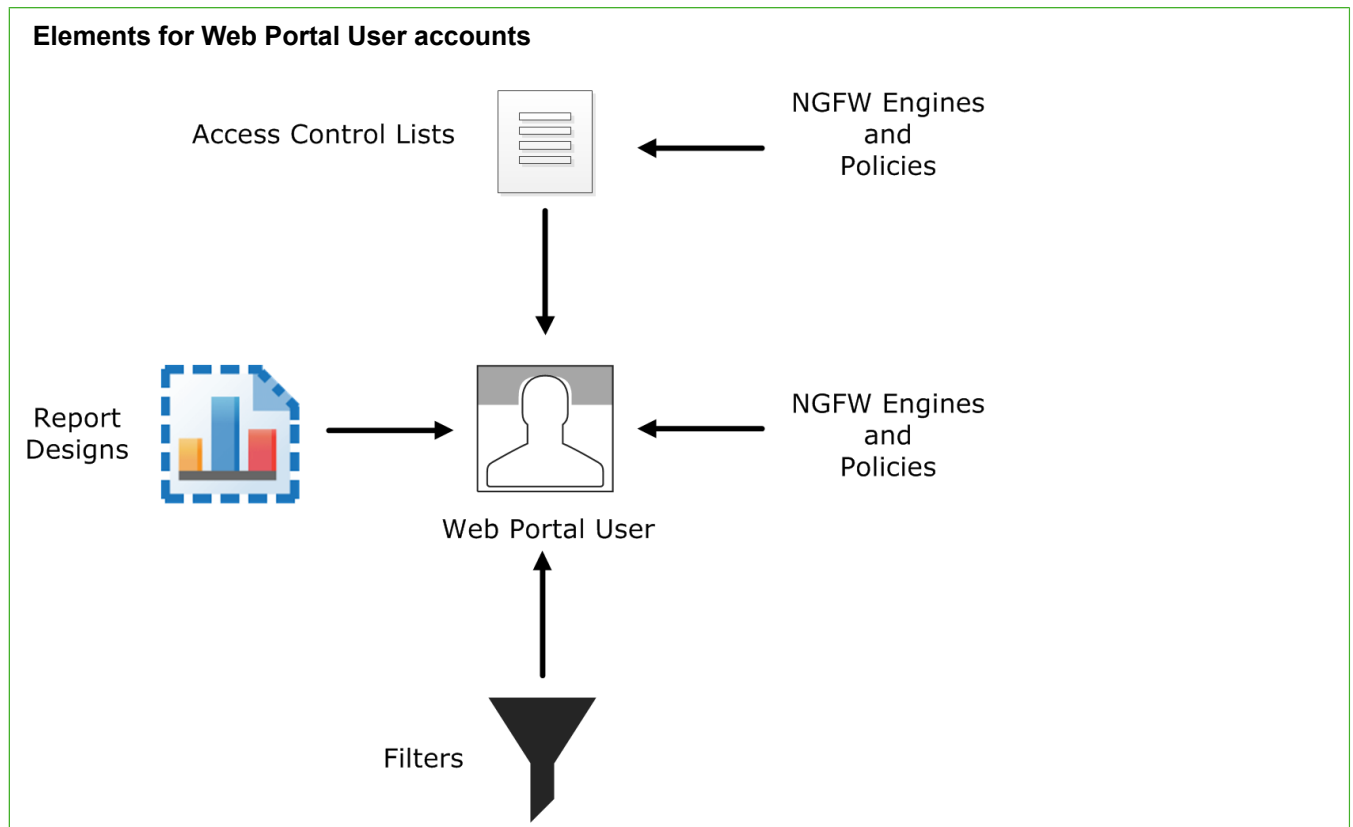 Elements for Web Portal User accounts
Access Control Lists
NGFW Engines
and
Policies
Report
Designs
NGFW Engines
and
Policies
Web Portal User
Filters